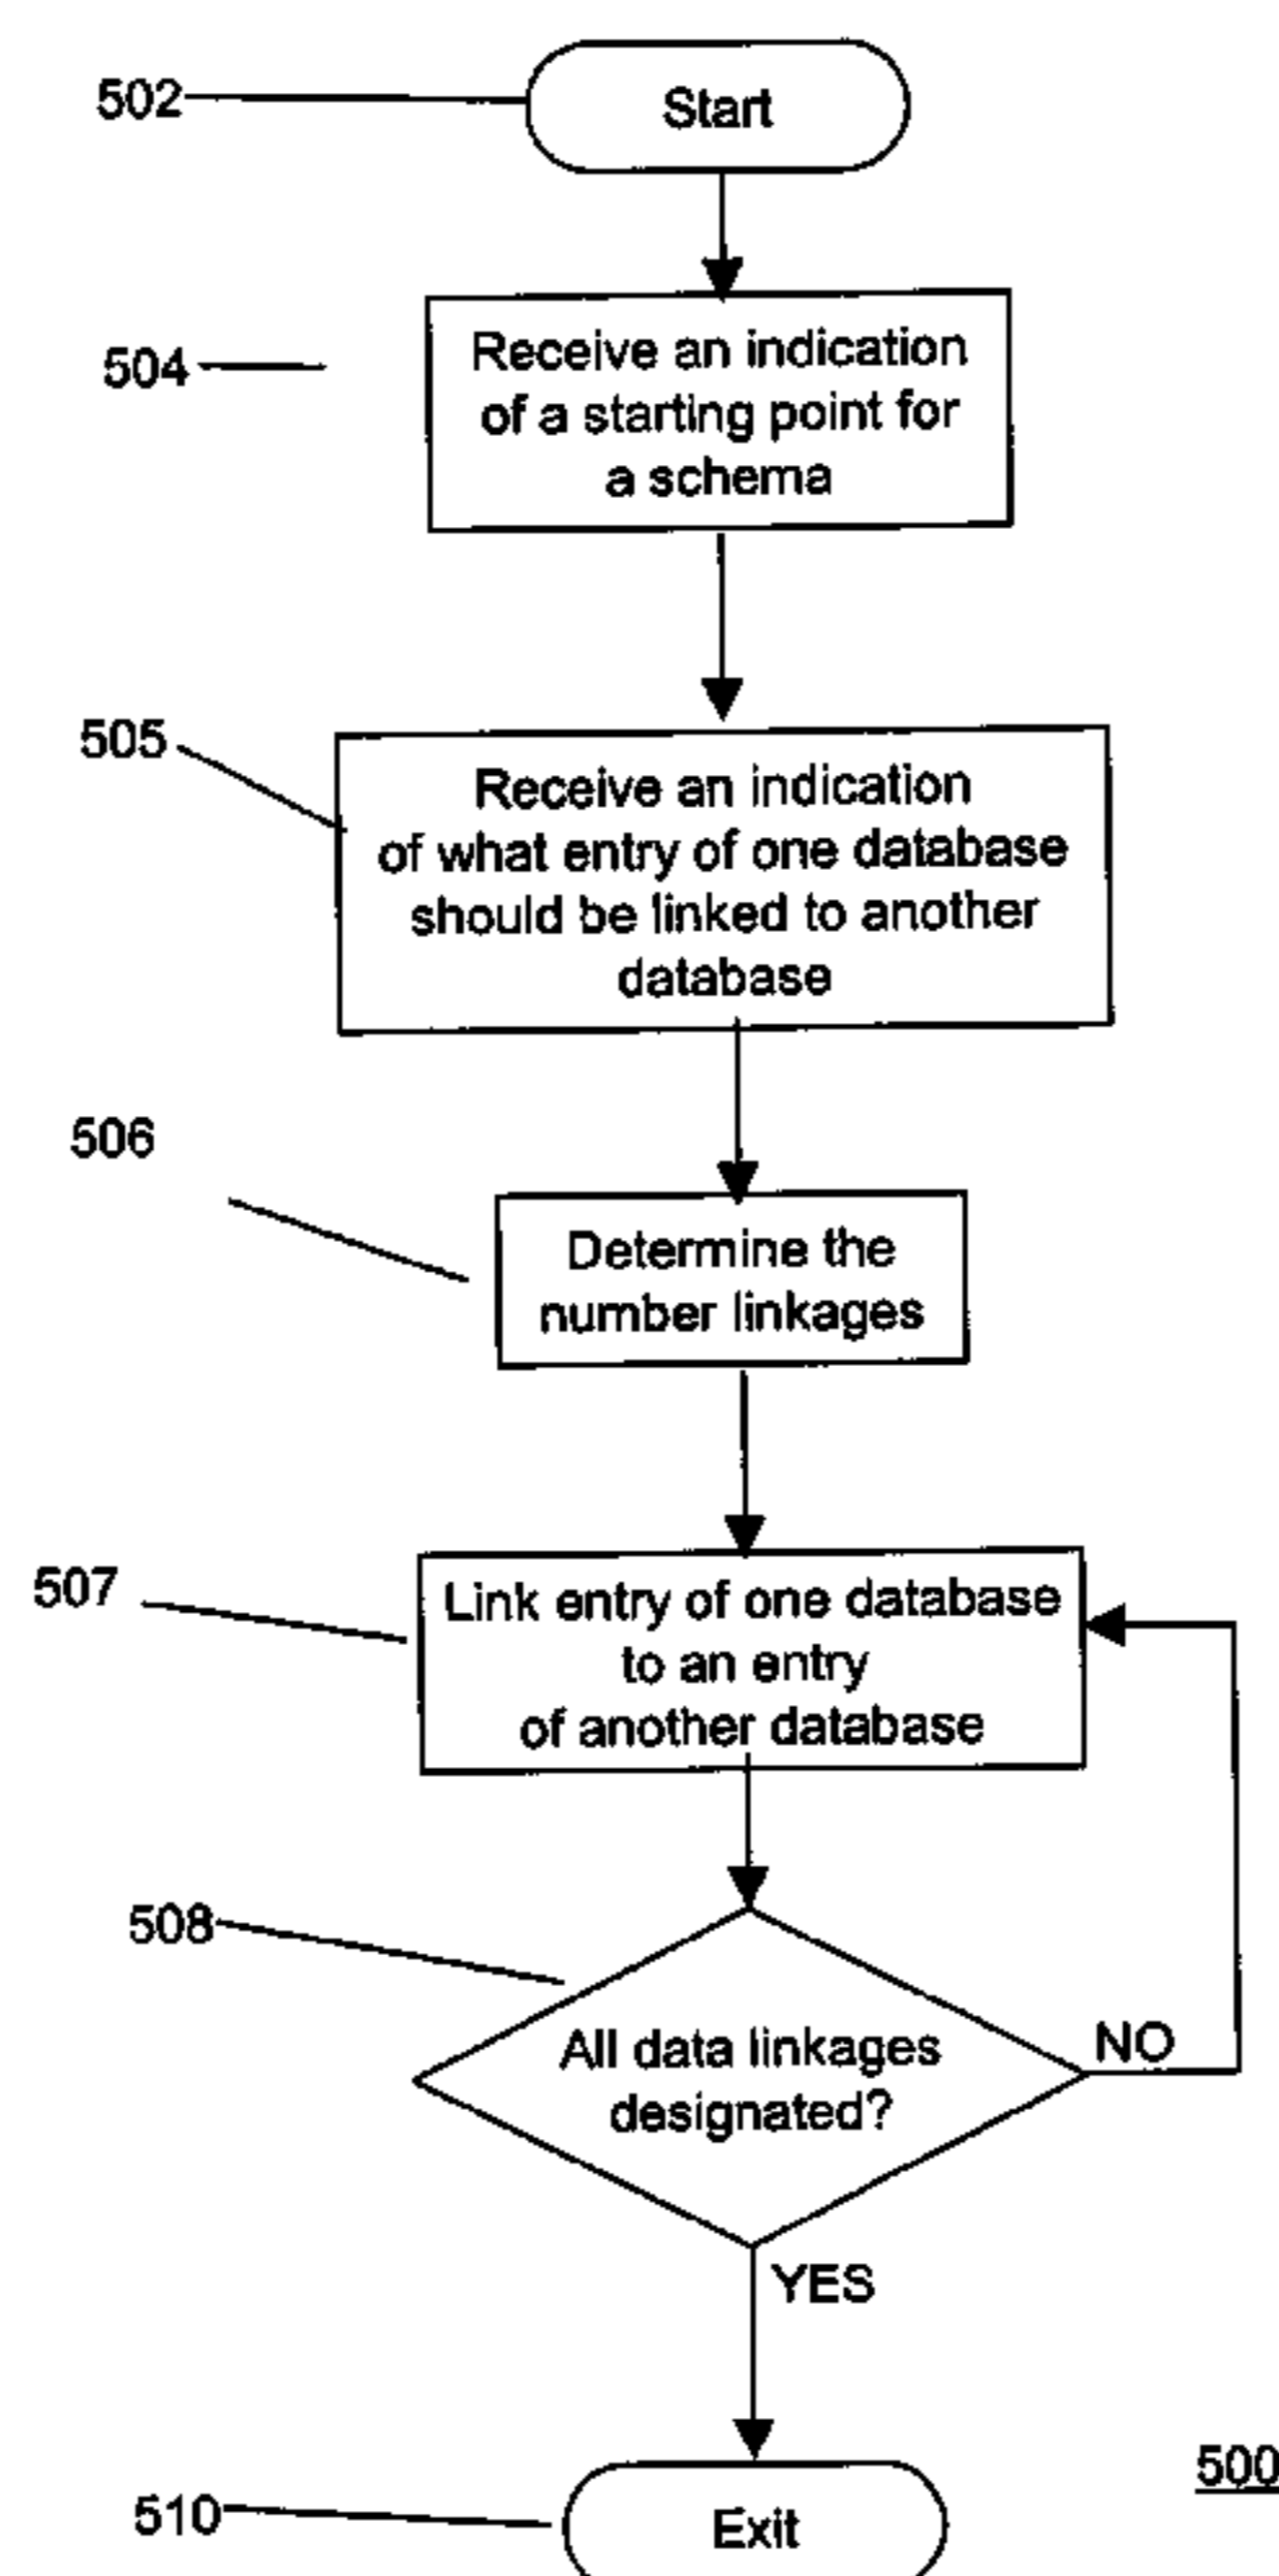 502
Start
504
Receive an indication
of a starting point for
a schema
505
Receive an indication
of what entry of one database
should be linked to another
database
506
Determine the
number linkages
507
Link entry of one database
to an entry
of another database
508
All data linkages
designated?
NO
YES
500
510
Exit